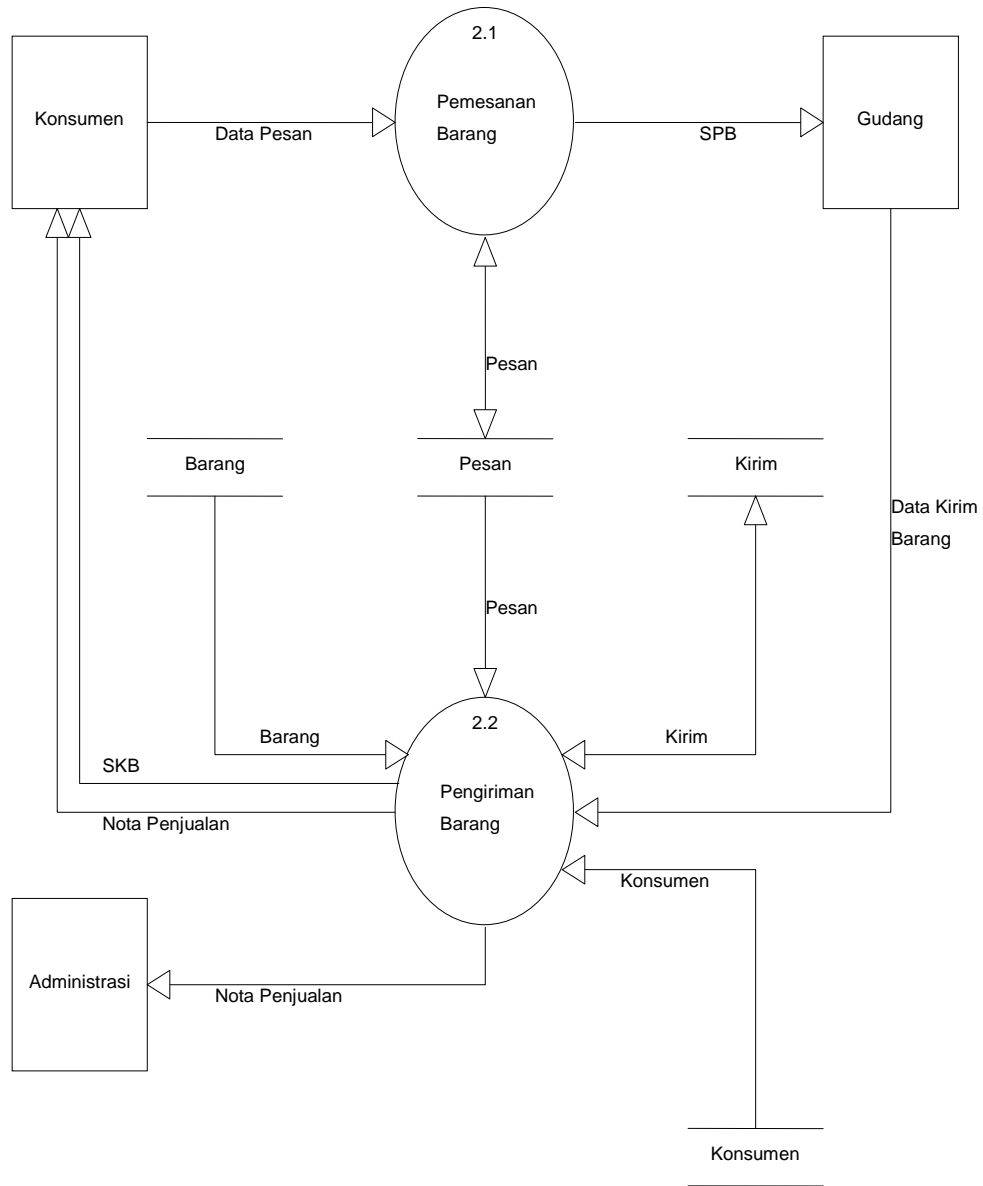 2.1
Pemesanan
Barang
Konsumen
Data Pesan
SPB
Gudang
Pesan
Barang
Pesan
Kirim
Data Kirim
Barang
Pesan
2.2
Pengiriman
Barang
Barang
Kirim
SKB
Nota Penjualan
Konsumen
Administrasi
Nota Penjualan
Konsumen